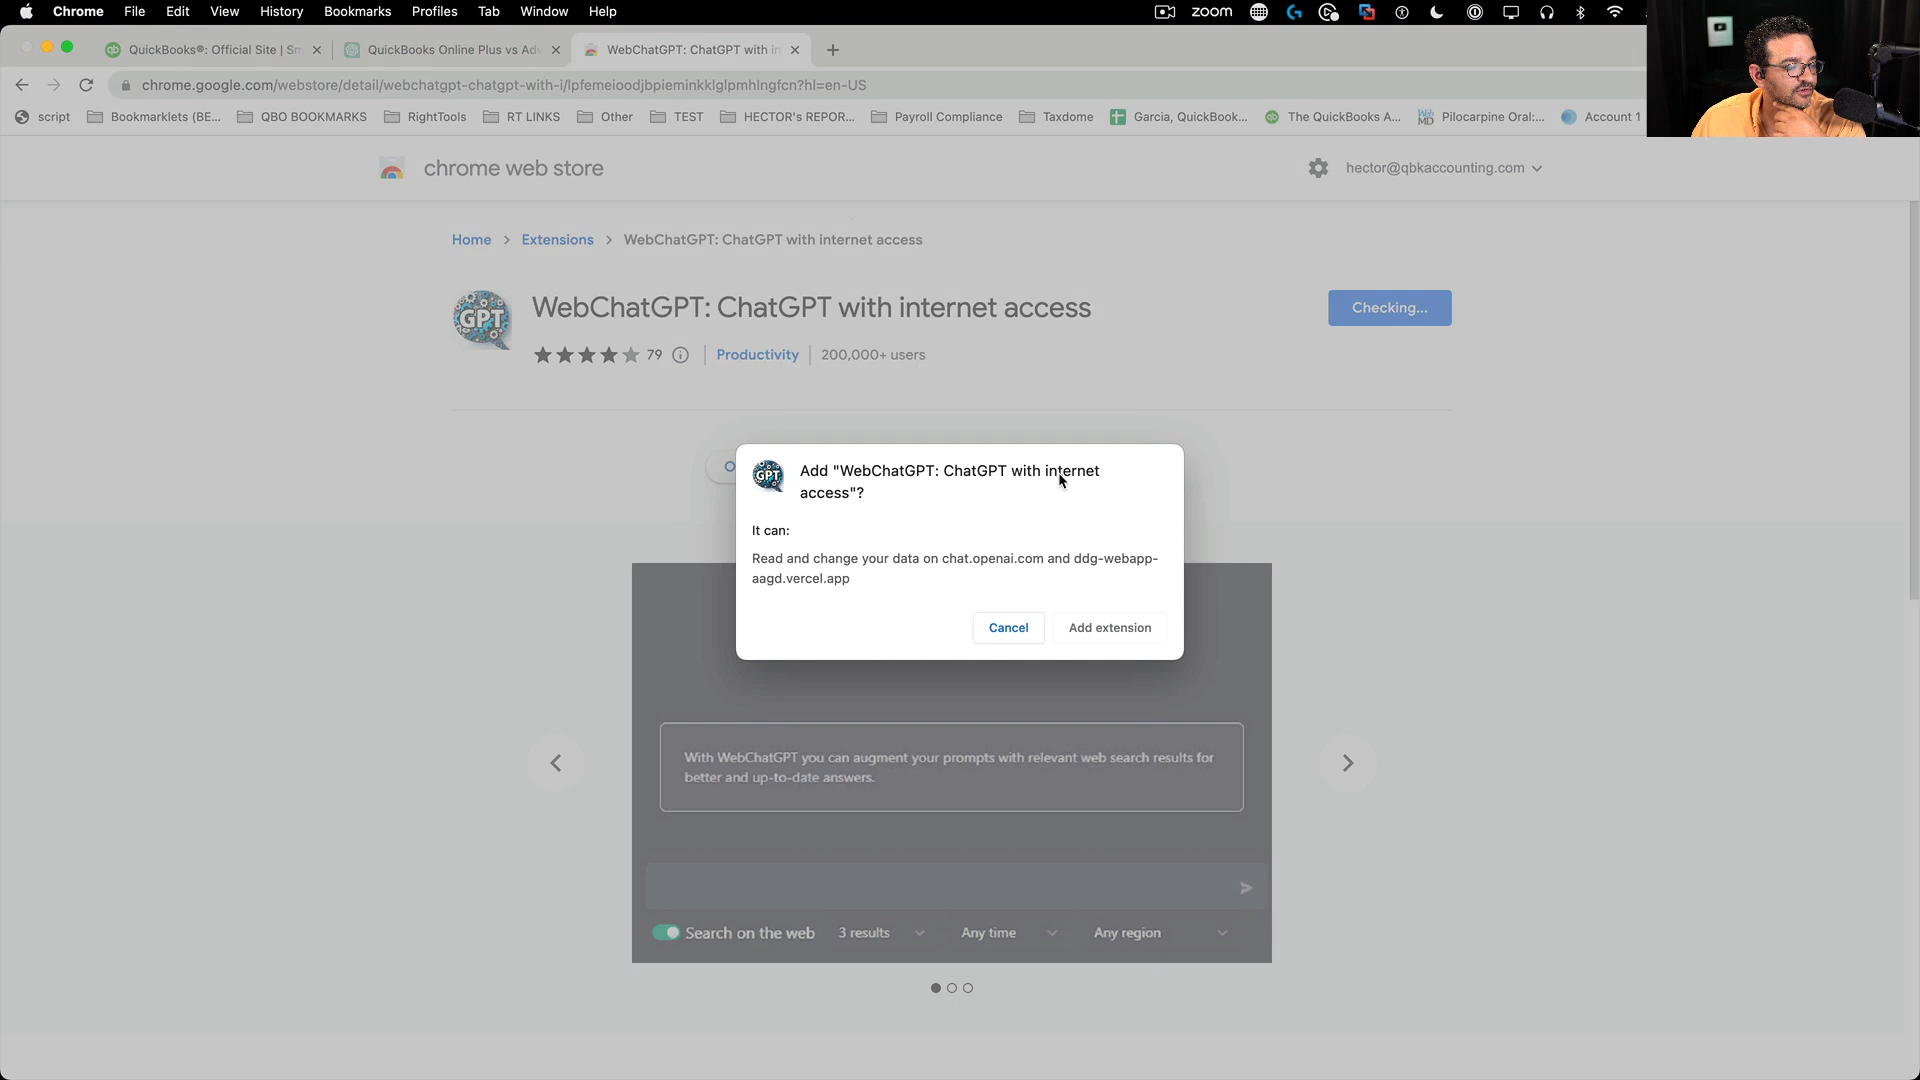 Chrome File Edit View History Bookmarks Profiles Tab Window Help zoom
QuickBooks®: Official Site | Sm
QuickBooks Online Plus vs Adv
WebChatGPT: ChatGPT with in
chrome.google.com/webstore/detail/webchatgpt-chatgpt-with-i/lpfemeioodjbpieminkklglpmhlngfcn?hl=en-US
script Bookmarklets (BE... QBO BOOKMARKS RightTools RT LINKS Other TEST HECTOR's REPOR... Payroll Compliance Taxdome Garcia, QuickBook... The QuickBooks A... Pilocarpine Oral:... Account 1
chrome web store
hector@qbkaccounting.com
Home > Extensions > WebChatGPT: ChatGPT with internet access
GPT
WebChatGPT: ChatGPT with internet access
Checking...
79 Productivity 200,000+ users
GPT
Add "WebChatGPT: ChatGPT with internet
access"?
It can:
Read and change your data on chat.openai.com and ddg-webapp-
aagd.vercel.app
Cancel Add extension
With WebChatGPT you can augment your prompts with relevant web search results for
better and up-to-date answers.
Search on the web 3 results Any time Any region